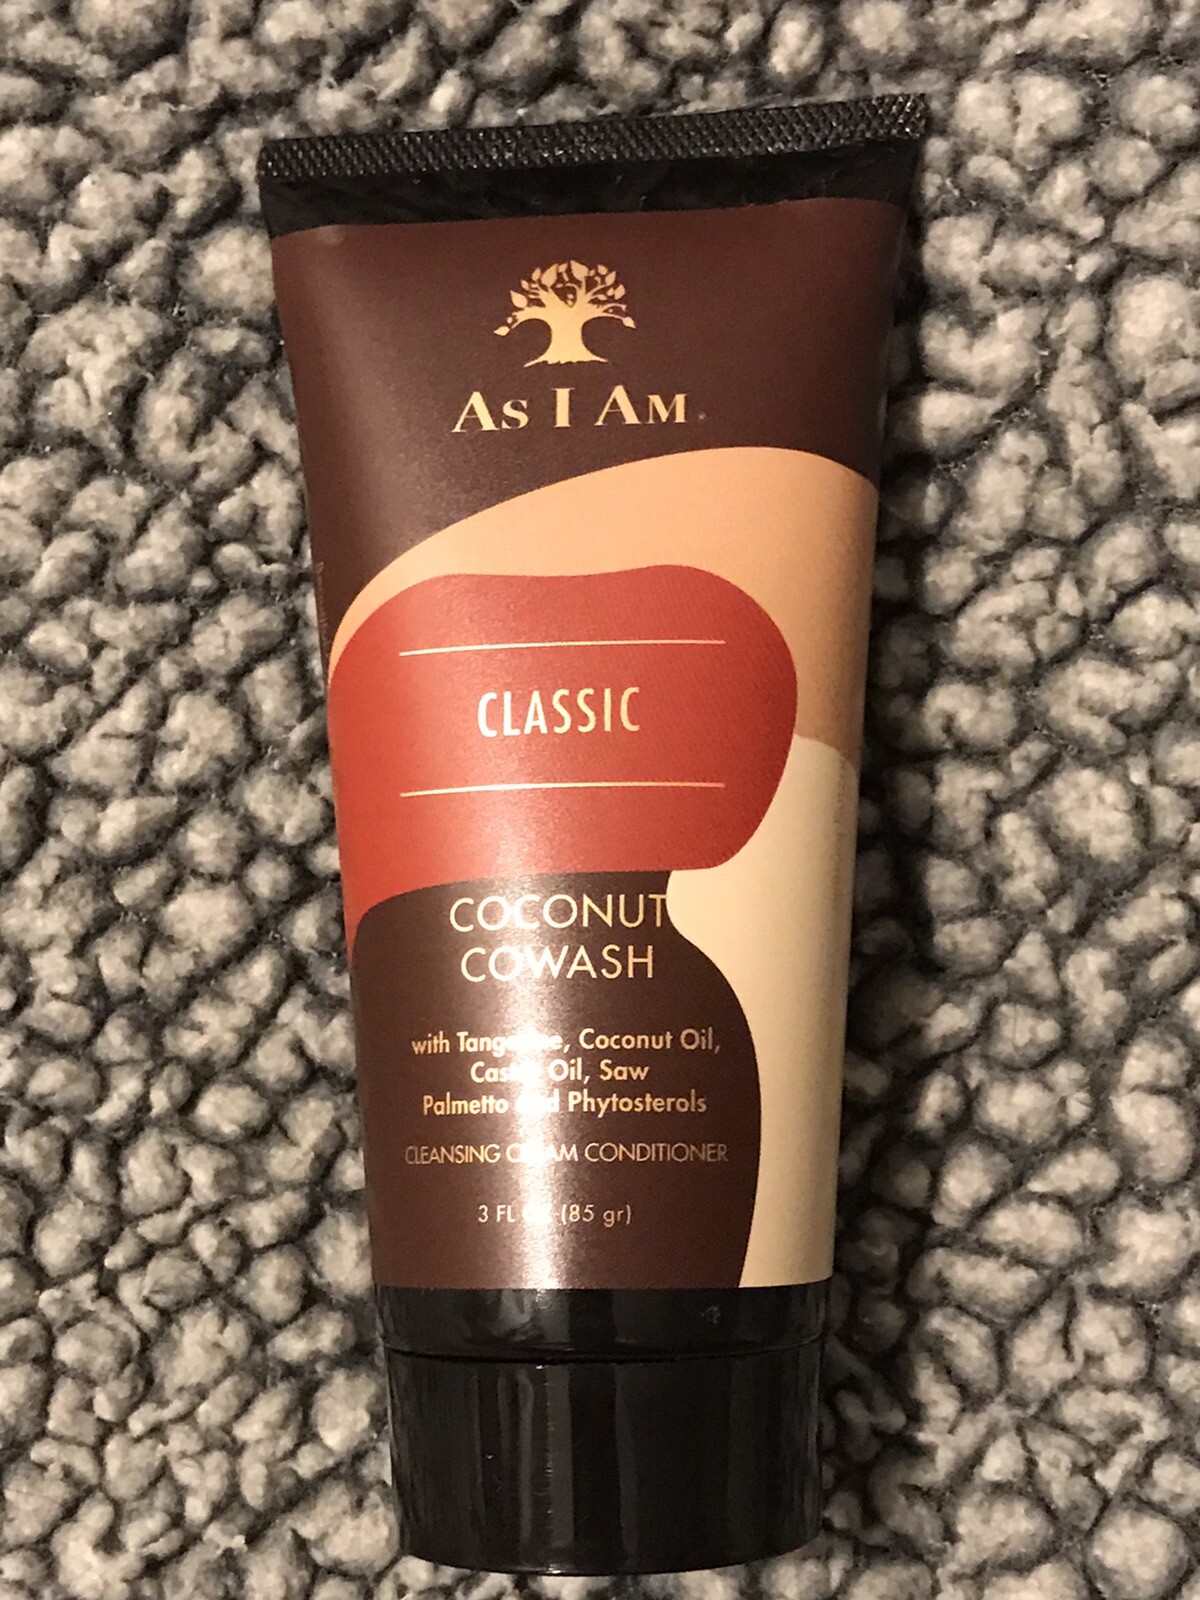 AS I AM
CLASSIC
COCONUT
COWASH
with Tangerine, Coconut Oil,
Castor Oil, Saw
Palmetto and Phytosterols
CLEANSING CREAM CONDITIONER
3 FL (85 gr)